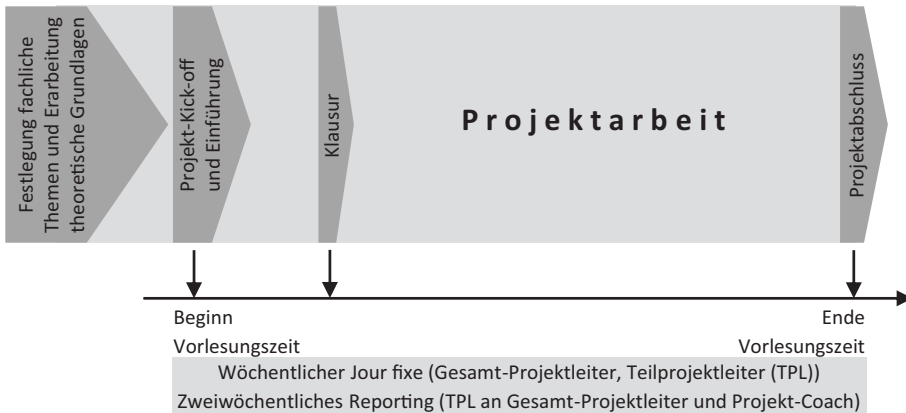 Festlegung fachliche
Themen und Erarbeitung
theoretische Grundlagen
Projekt-Kick-off
und Einführung
Klausur
Projektarbeit
Projektabschluss
Beginn
Vorlesungszeit
Ende
Vorlesungszeit
Wöchentlicher Jour fixe (Gesamt-Projektleiter, Teilprojektleiter (TPL))
Zweiwöchentliches Reporting (TPL an Gesamt-Projektleiter und Projekt-Coach)